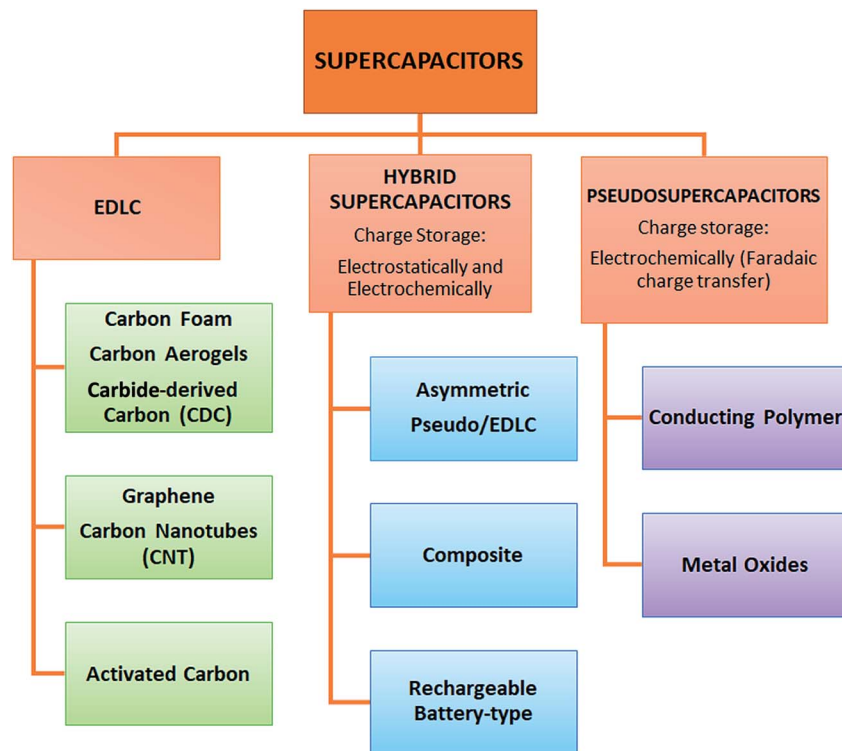 SUPERCAPACITORS
EDLC
HYBRID
SUPERCAPACITORS
Charge Storage:
Electrostatically and
Electrochemically
PSEUDOSUPERCAPACITORS
Charge storage:
Electrochemically (Faradaic
charge transfer)
Carbon Foam
Carbon Aerogels
Carbide-derived
Carbon (CDC)
Graphene
Carbon Nanotubes
(CNT)
Activated Carbon
Asymmetric
Pseudo/EDLC
Composite
Rechargeable
Battery-type
Conducting Polymer
Metal Oxides